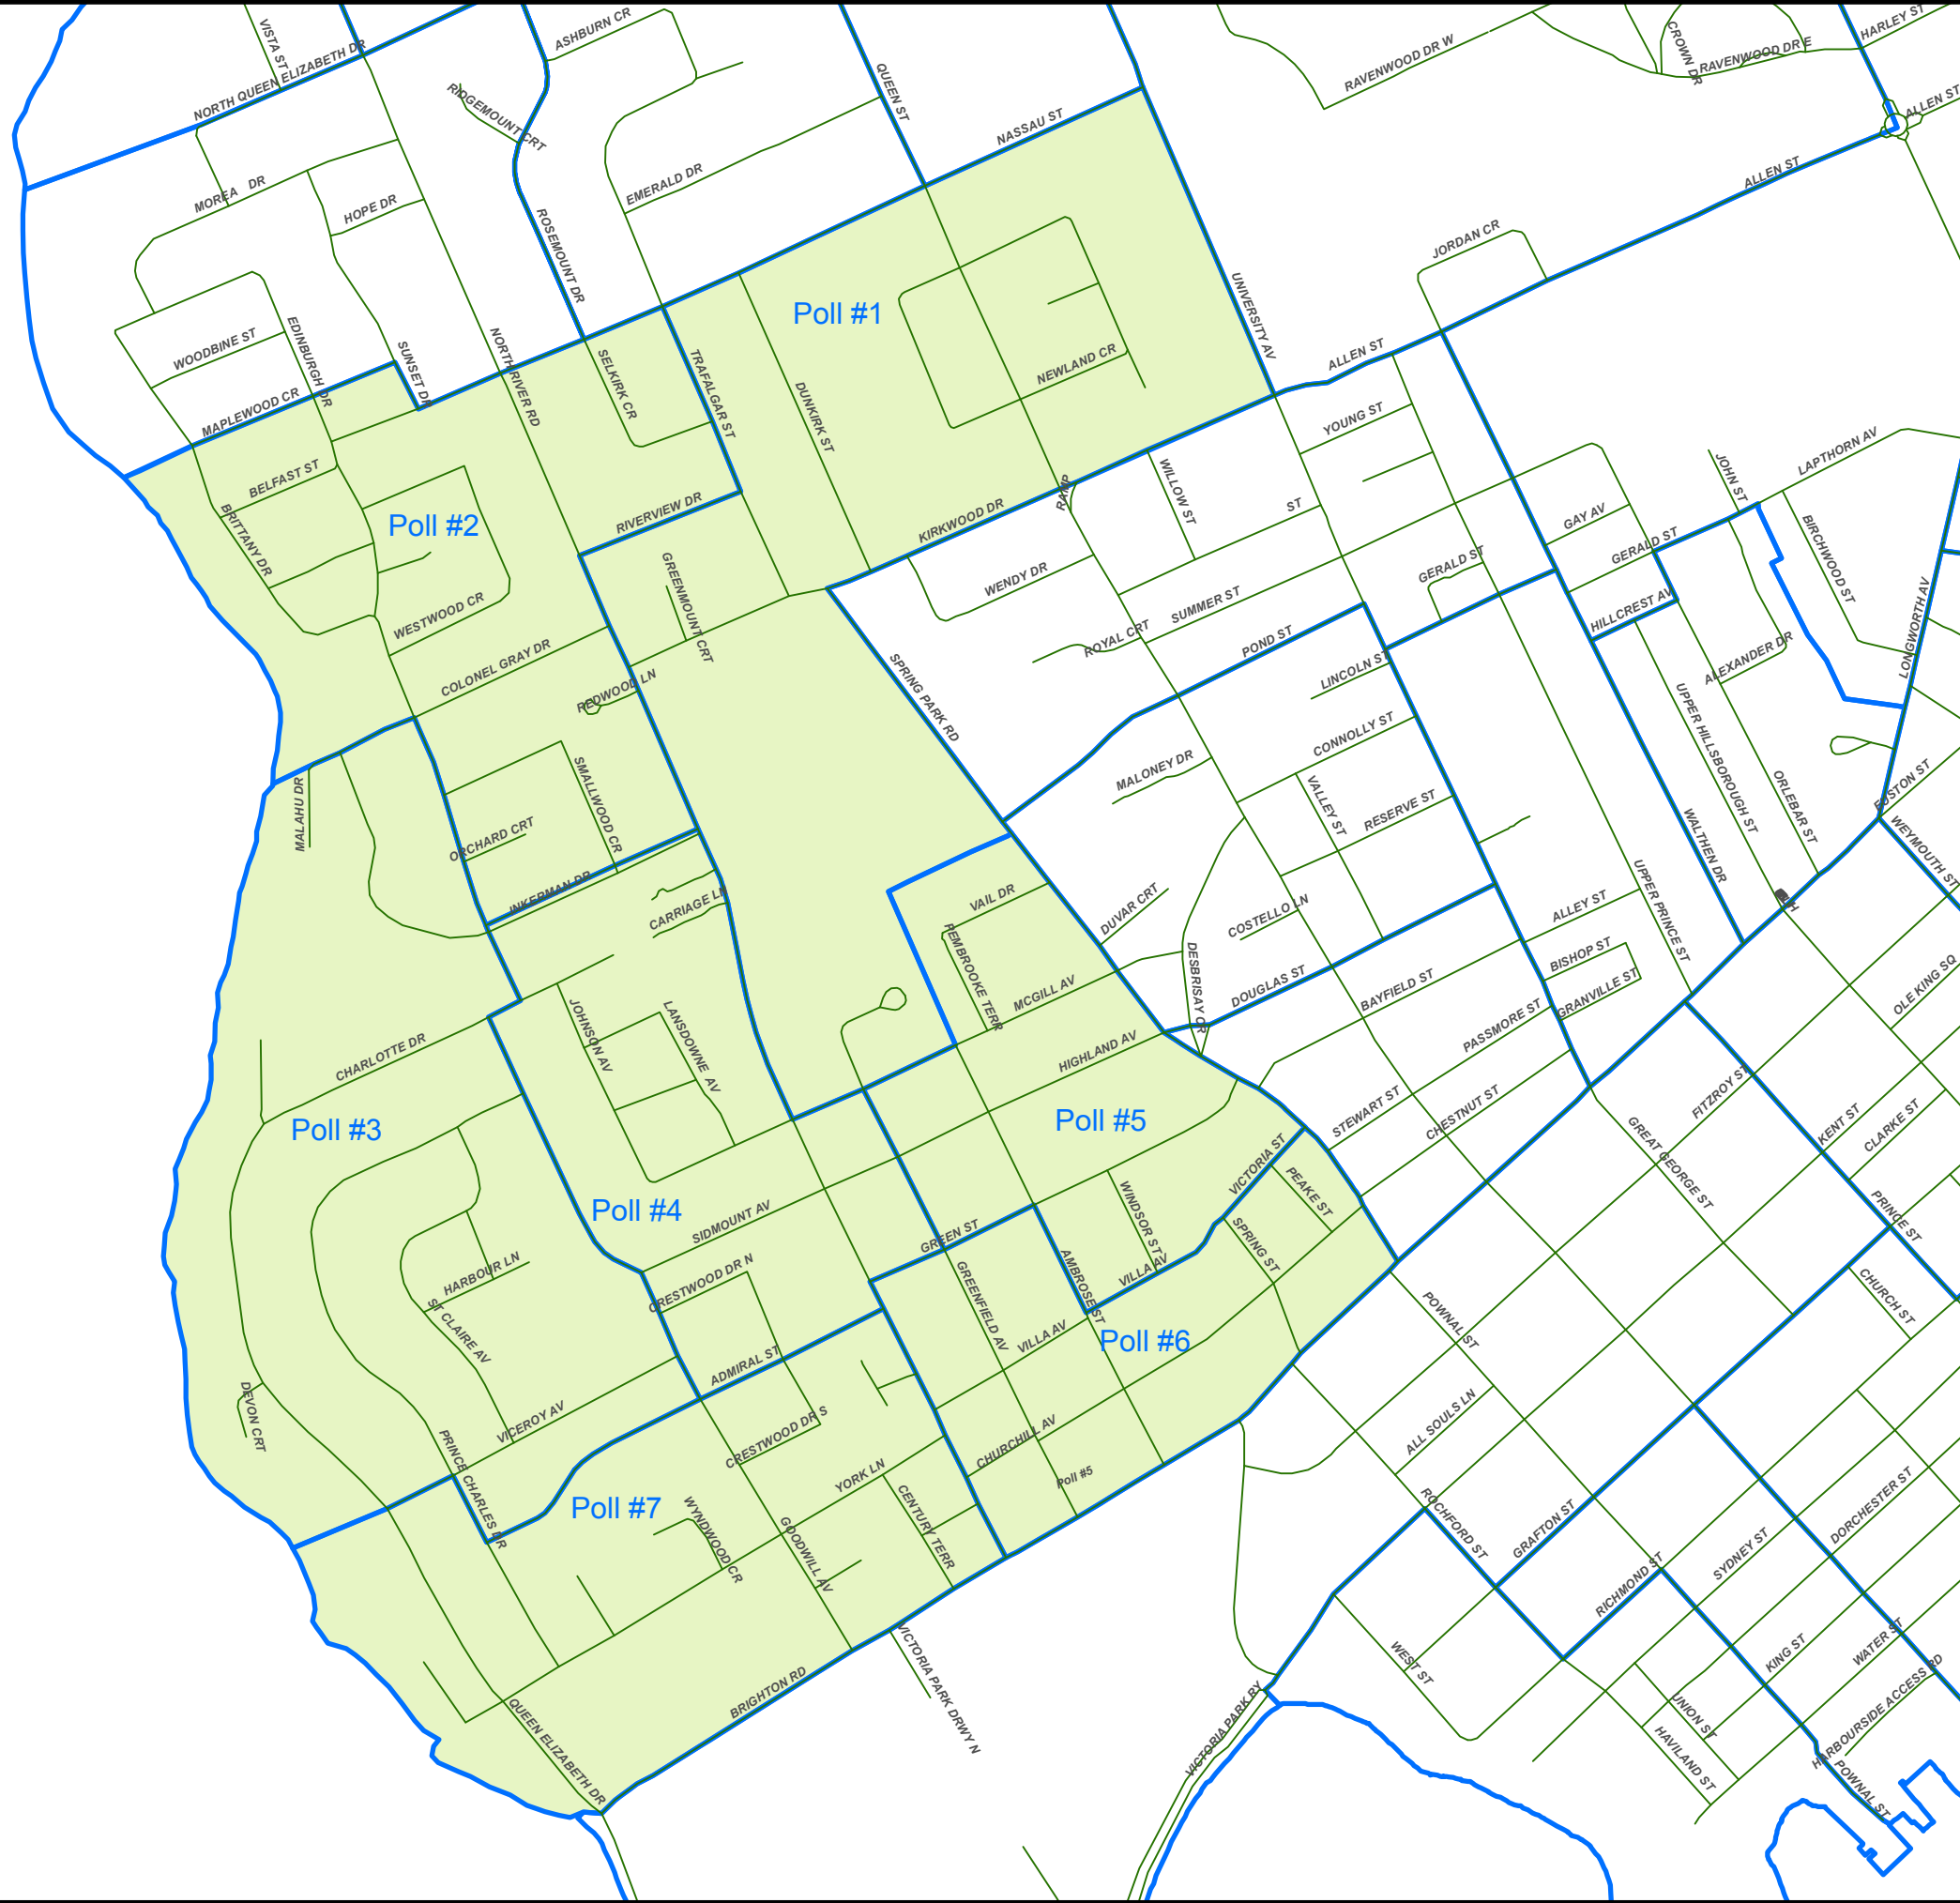 VISTA ST
ASHBURN CR
NORTH QUEEN ELIZABETH DR
RIDGEMOUNT CRT
QUEEN ST
NASSAU ST
RAVENWOOD DR W
CROWN DR
RAVENWOOD DR E
HARLEY ST
ALLEN ST
ALLEN ST
MOREA DR
HOPE DR
EMERALD DR
ROSEMOUNT DR
JORDAN CR
UNIVERSITY AV
Poll #1
WOODBINE ST
EDINBURGH DR
SUNSET DR
NORTH RIVER RD
SELKIRK CR
TRAFALGAR ST
DUNKIRK ST
NEWLAND CR
ALLEN ST
MAPLEWOOD CR
YOUNG ST
BELFAST ST
BRITTANY DR
Poll #2
RIVERVIEW DR
KIRKWOOD DR
RAMP
WILLOW ST
ST
GAY AV
JOHN ST
LAPTHORN AV
GERALD ST
GERALD ST
BIRCHWOOD ST
WENDY DR
GREENMOUNT CRT
WESTWOOD CR
SUMMER ST
HILLCREST AV
LONGWORTH AV
COLONEL GRAY DR
REDWOOD LN
ROYAL CRT
POND ST
LINCOLN ST
ALEXANDER DR
SPRING PARK RD
CONNOLLY ST
UPPER HILLSBOROUGH ST
MALAHU DR
SMALLWOOD CR
MALONEY DR
VALLEY ST
RESERVE ST
ORLEBAR ST
WALTHEN DR
EUSTON ST
WEYMOUTH ST
ORCHARD CRT
INKERMAN DR
CARRIAGE LN
VAIL DR
PEMBROKE TERR
DUVAR CRT
COSTELLO LN
UPPER PRINCE ST
ALLEY ST
DESBRISAY CR
DOUGLAS ST
BAYFIELD ST
BISHOP ST
GRANVILLE ST
OLE KING SQ
MCGILL AV
HIGHLAND AV
PASSMORE ST
JOHNSON AV
LANSDOWNE AV
CHARLOTTE DR
Poll #3
Poll #5
STEWART ST
CHESTNUT ST
FITZROY ST
KENT ST
CLARKE ST
GREAT GEORGE ST
PRINCE ST
Poll #4
SIDMOUNT AV
GREEN ST
WINDSOR ST
VICTORIA ST
PEAKE ST
SPRING ST
VILLA AV
AMBROSE ST
CRESTWOOD DR N
HARBOUR LN
ST CLAIRE AV
GREENFIELD AV
CHURCH ST
POWNAL ST
VILLA AV
Poll #6
ADMIRAL ST
DEVON CRT
VICEROY AV
PRINCE CHARLES DR
CRESTWOOD DR S
CHURCHILL AV
Poll #5
ALL SOULS LN
YORK LN
CENTURY TERR
Poll #7
WYNDWOOD CR
GOODWILL AV
ROCHFORD ST
GRAFTON ST
DORCHESTER ST
SYDNEY ST
RICHMOND ST
KING ST
WATER ST
WEST ST
VICTORIA PARK DRWY N
BRIGHTON RD
QUEEN ELIZABETH DR
VICTORIA PARK RY
UNION ST
HAVILAND ST
HARBOURSIDE ACCESS RD
POWNAL ST